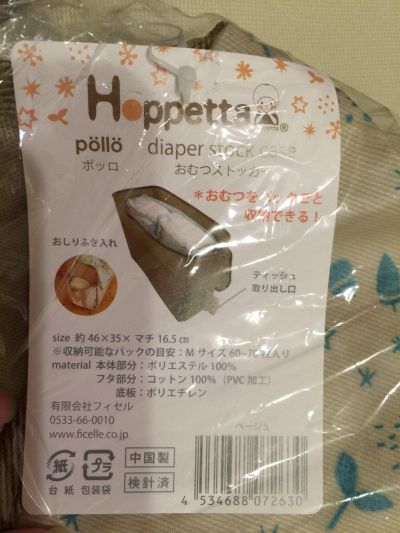 Hoppetta®
pöllö diaper stock case
ポッロ おむつストッカー
＊おむつをパックごと
収納できる！
おしりふき入れ
ティッシュ
取り出し口
size 約46×35×マチ16.5㎝
※収納可能なパックの目安：Mサイズ60~70枚入り
material 本体部分：ポリエステル100%
フタ部分：コットン100%（PVC加工）
底板：ポリエチレン
有限会社フィセル
0533-66-0010
www.ficelle.co.jp
ベージュ
紙 プラ 中国製
台紙 包装袋 検針済
4 534688 072630